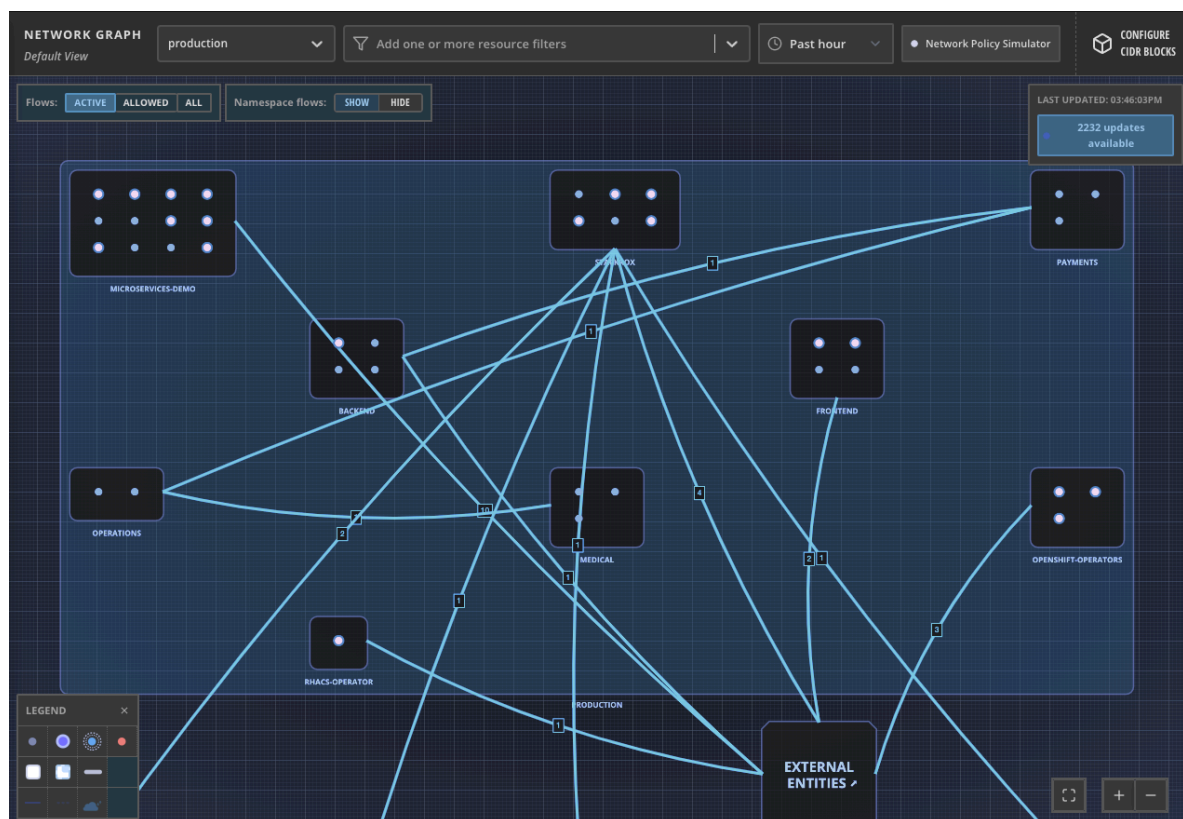 NETWORK GRAPH
Default View
production
Add one or more resource filters
Past hour
Network Policy Simulator
CONFIGURE
CIDR BLOCKS
Flows: ACTIVE ALLOWED ALL
Namespace flows: SHOW HIDE
LAST UPDATED: 03:46:03PM
2232 updates
available
MICROSERVICES-DEMO
STACKROX
PAYMENTS
1
1
BACKEND
FRONTEND
4
10
1
2
OPERATIONS
1
MEDICAL
2 1
OPENSHIFT-OPERATORS
1
1
3
RHACS-OPERATOR
PRODUCTION
1
LEGEND
EXTERNAL
ENTITIES